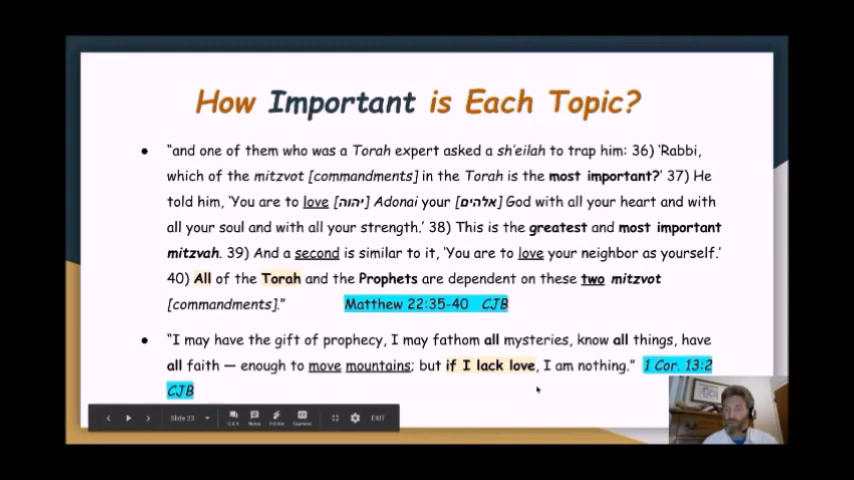 How Important is Each Topic?
"and one of them who was a Torah expert asked a sh'eilah to trap him: 36) 'Rabbi,
which of the mitzvot [commandments] in the Torah is the most important?' 37) He
told him, 'You are to love [יהוה] Adonai your [אלהים] God with all your heart and with
all your soul and with all your strength.' 38) This is the greatest and most important
mitzvah. 39) And a second is similar to it, 'You are to love your neighbor as yourself.'
40) All of the Torah and the Prophets are dependent on these two mitzvot
[commandments]." Matthew 22:35-40 CJB
"I may have the gift of prophecy, I may fathom all mysteries, know all things, have
all faith — enough to move mountains; but if I lack love, I am nothing." 1 Cor. 13:2
CJB
Slide 23 EXIT
Q & A Notes Pointer Captions